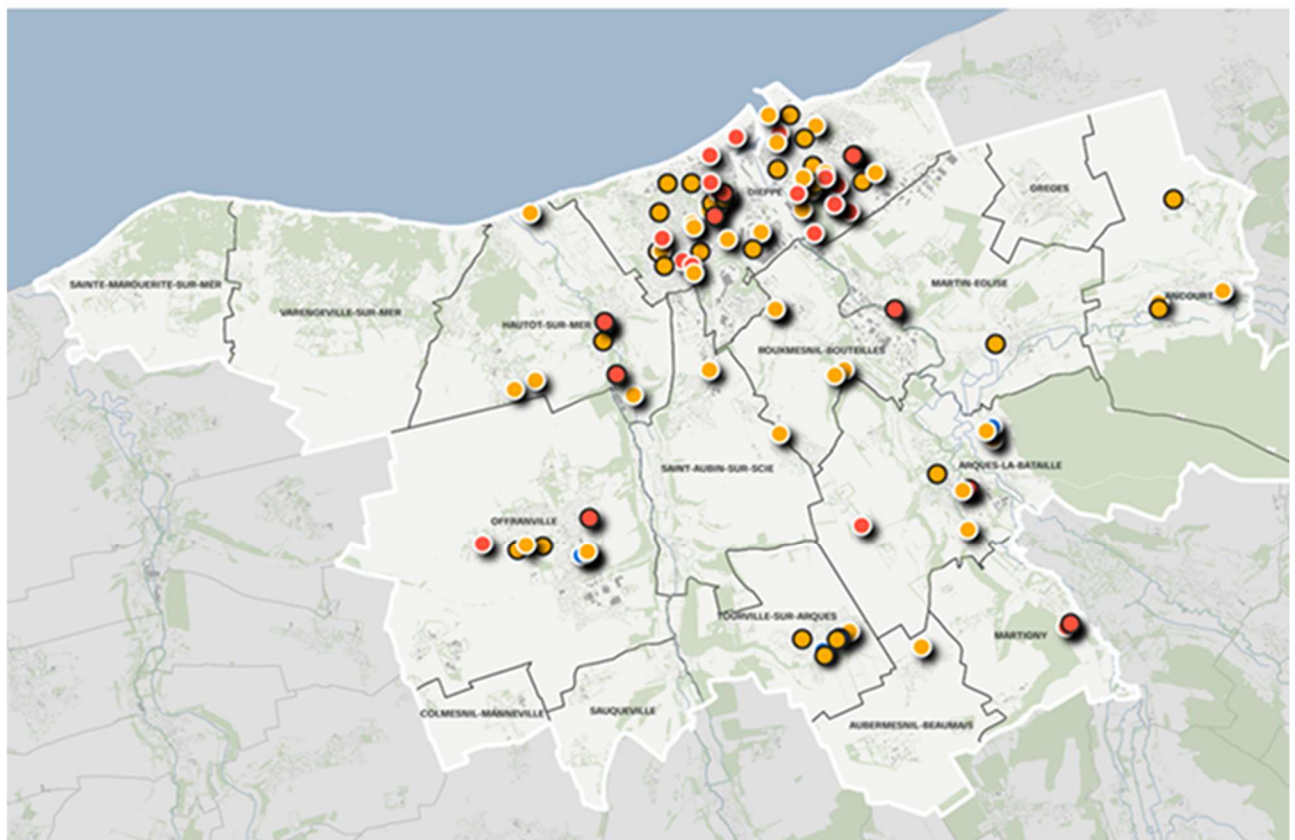 DIEPPE
GREGES
SAINTE-MARGUERITE-SUR-MER
MARTIN-EGLISE
ANCOURT
VARENGEVILLE-SUR-MER
HAUTOT-SUR-MER
ROUXMESNIL-BOUTEILLES
SAINT-AUBIN-SUR-SCIE
ARQUES-LA-BATAILLE
OFFRANVILLE
TOURVILLE-SUR-ARQUES
MARTIGNY
COLMESNIL-MANNEVILLE
SAUQUEVILLE
AUBERMESNIL-BEAUMAIS